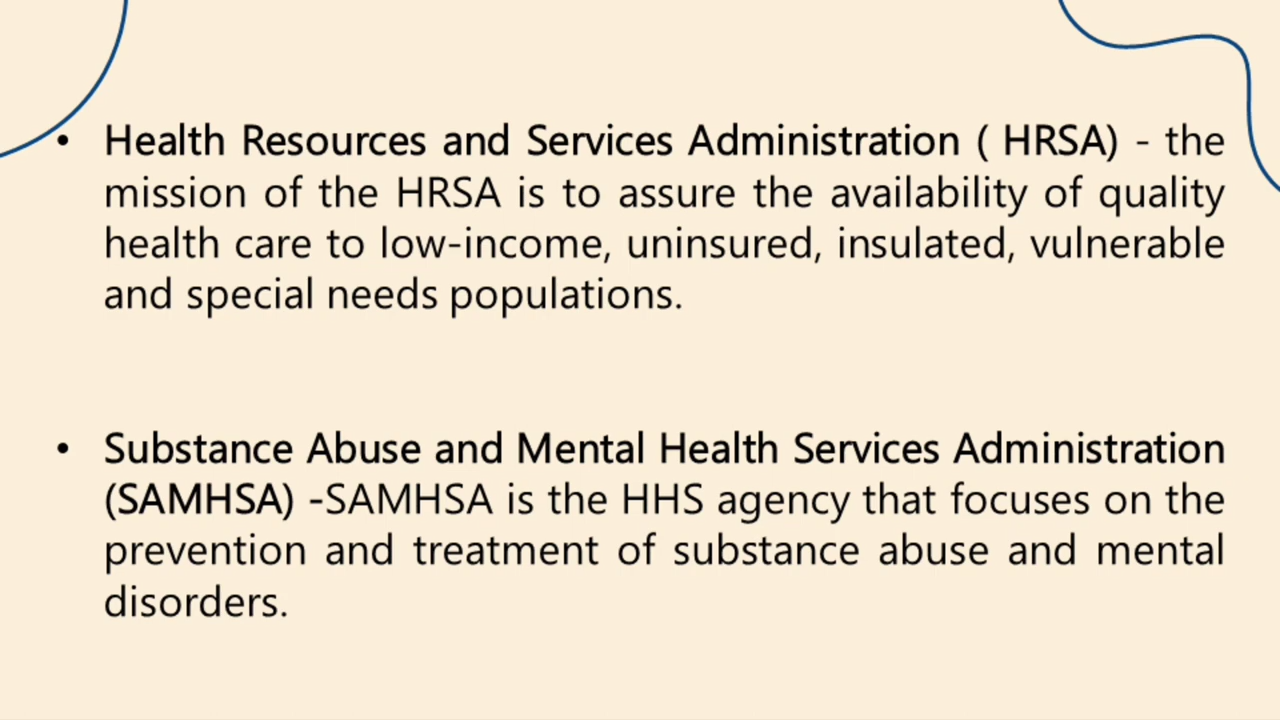 • Health Resources and Services Administration ( HRSA) - the
mission of the HRSA is to assure the availability of quality
health care to low-income, uninsured, insulated, vulnerable
and special needs populations.
• Substance Abuse and Mental Health Services Administration
(SAMHSA) -SAMHSA is the HHS agency that focuses on the
prevention and treatment of substance abuse and mental
disorders.